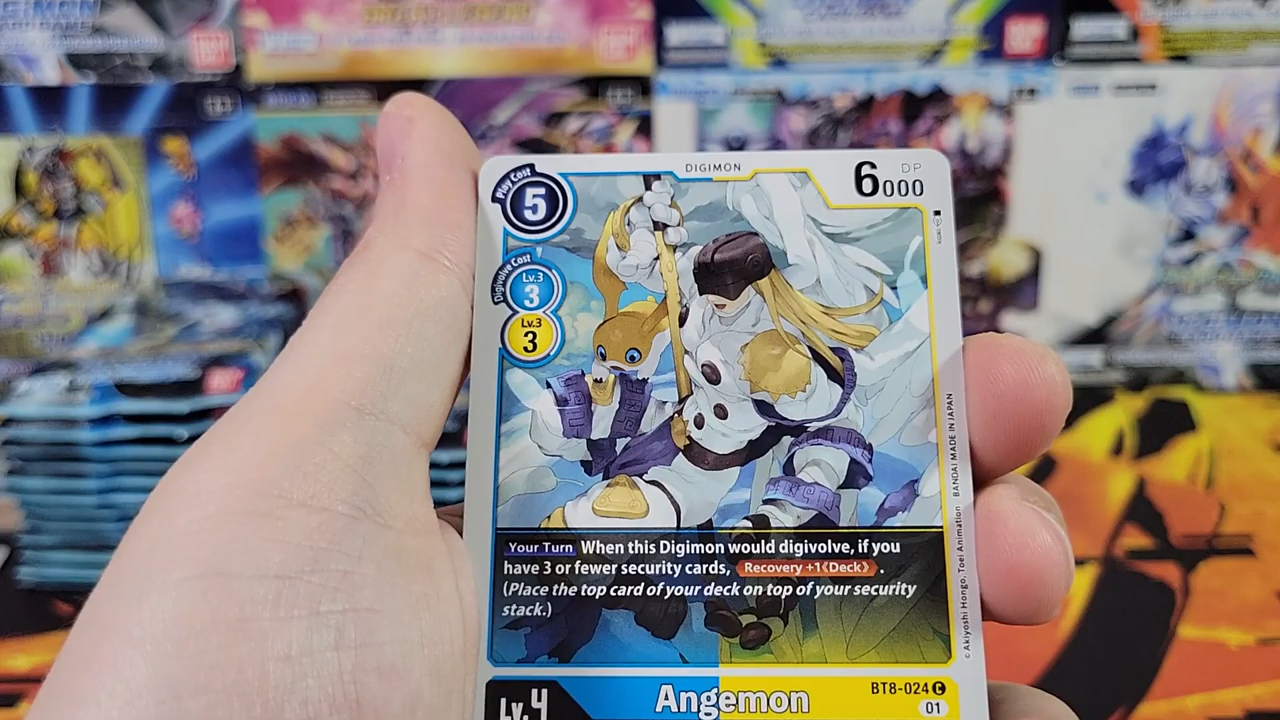 DIGIMON
Play Cost
5
DP
6000
Digivolve Cost
Lv.3
3
Lv.3
3
Your Turn When this Digimon would digivolve, if you
have 3 or fewer security cards, Recovery +1《Deck》.
(Place the top card of your deck on top of your security
stack.)
©Akiyoshi Hongo, Toei Animation BANDAI MADE IN JAPAN
Lv.4
Angemon
BT8-024 C
01